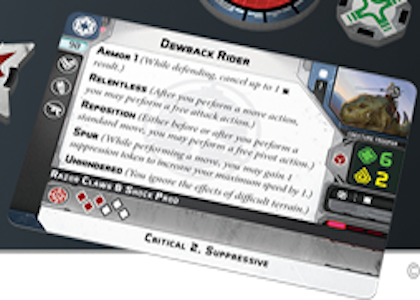 DEWBACK RIDER
90
ARMOR 1 (While defending, cancel up to 1
result.)
RELENTLESS (After you perform a move action,
you may perform a free attack action.)
REPOSITION (Either before or after you perform a
standard move, you may perform a free pivot action.)
SPUR (While performing a move, you may gain 1
suppression token to increase your maximum speed by 1.)
UNHINDERED (You ignore the effects of difficult terrain.)
CREATURE TROOPER
6
2
RAZOR CLAWS & SHOCK PROD
CRITICAL 2, SUPPRESSIVE
©